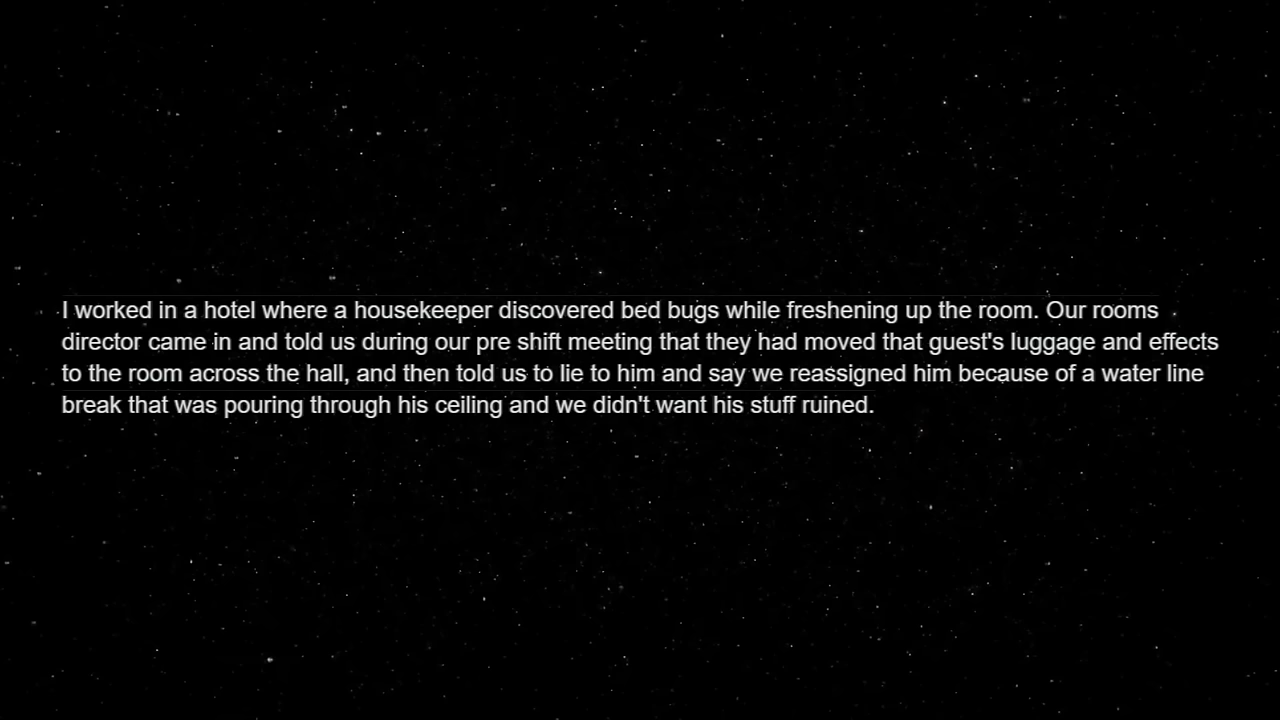 I worked in a hotel where a housekeeper discovered bed bugs while freshening up the room. Our rooms
director came in and told us during our pre shift meeting that they had moved that guest's luggage and effects
to the room across the hall, and then told us to lie to him and say we reassigned him because of a water line
break that was pouring through his ceiling and we didn't want his stuff ruined.